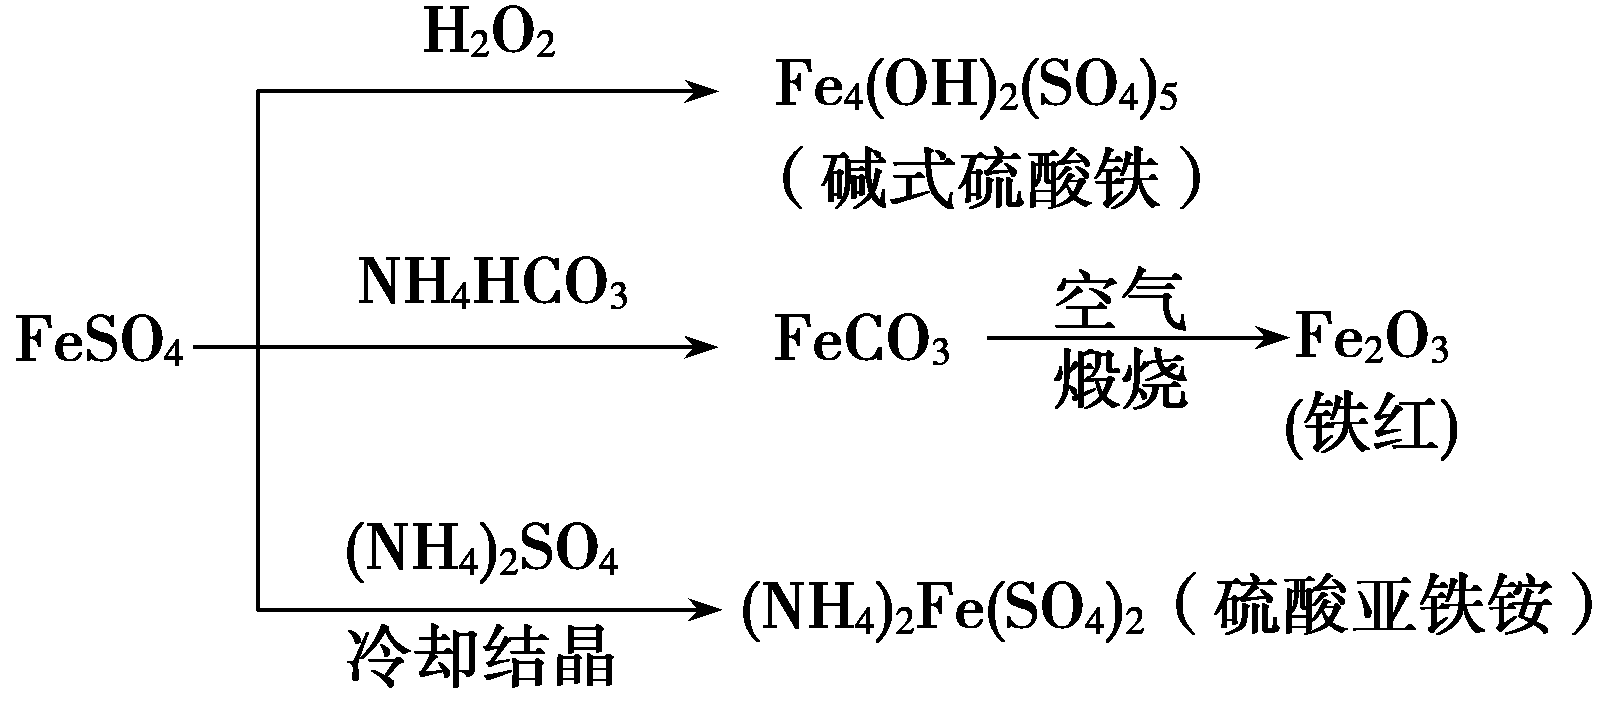 H₂O₂
Fe₄(OH)₂(SO₄)₅
（碱式硫酸铁）
NH₄HCO₃
FeSO₄
FeCO₃
空气
煅烧
Fe₂O₃
(铁红)
(NH₄)₂SO₄
冷却结晶
(NH₄)₂Fe(SO₄)₂（硫酸亚铁铵）